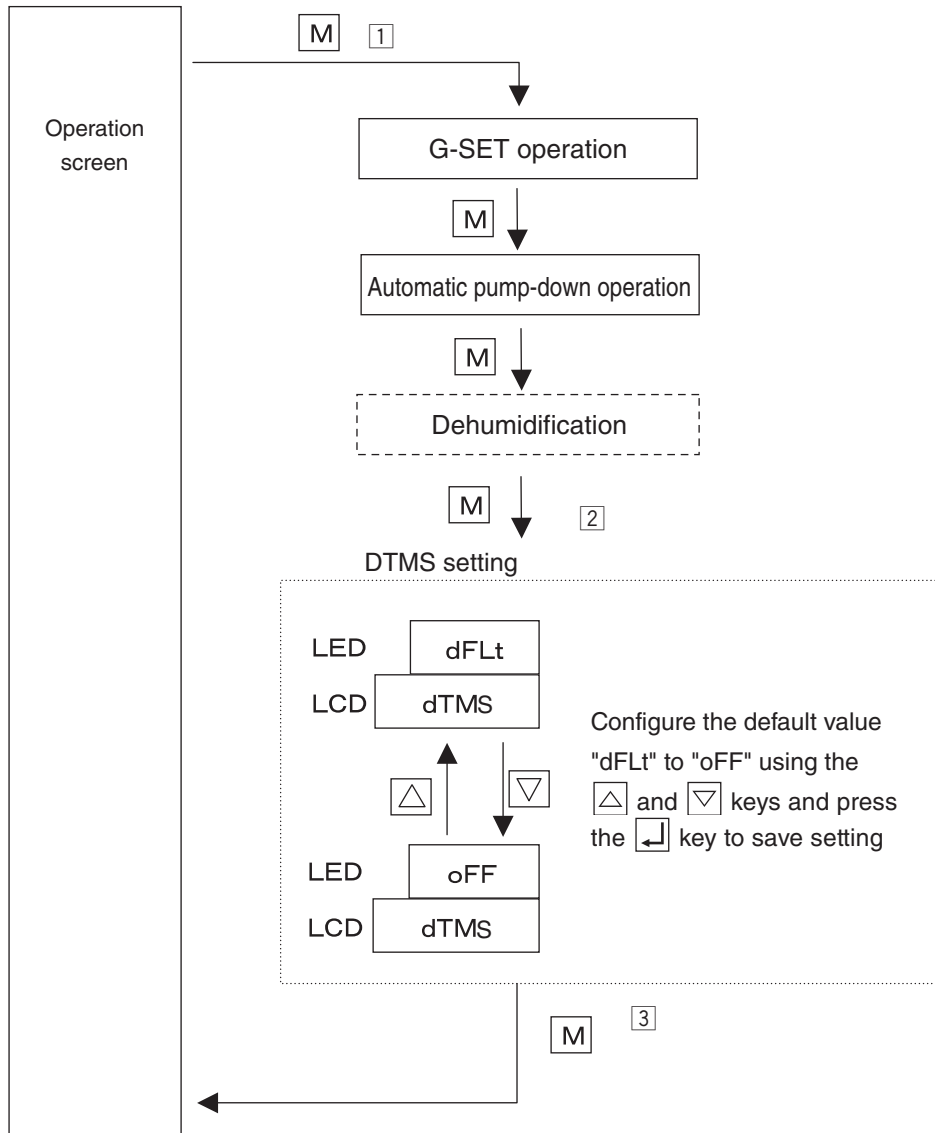 M 1
Operation
screen
G-SET operation
M
Automatic pump-down operation
M
Dehumidification
M 2
DTMS setting
LED dFLt
LCD dTMS
Configure the default value
"dFLt" to "oFF" using the
△ and ▽ keys and press
the ↵ key to save setting
△ ▽
LED oFF
LCD dTMS
M 3